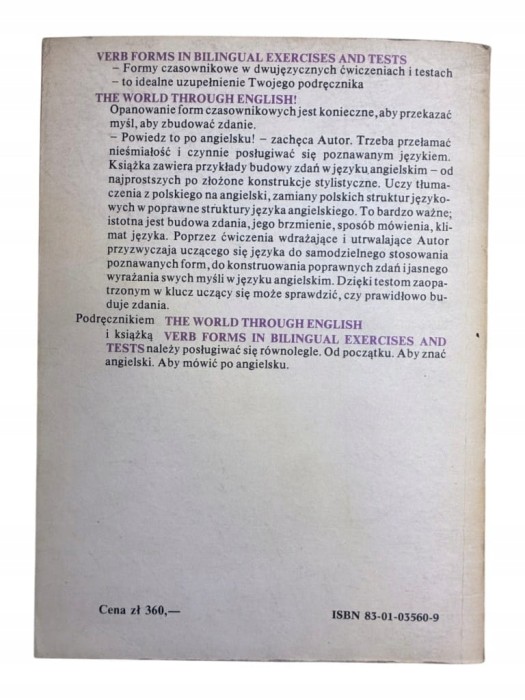 VERB FORMS IN BILINGUAL EXERCISES AND TESTS
– Formy czasownikowe w dwujęzycznych ćwiczeniach i testach
– to idealne uzupełnienie Twojego podręcznika
THE WORLD THROUGH ENGLISH!
Opanowanie form czasownikowych jest konieczne, aby przekazać
myśl, aby zbudować zdanie.
– Powiedz to po angielsku! – zachęca Autor. Trzeba przełamać
nieśmiałość i czynnie posługiwać się poznawanym językiem.
Książka zawiera przykłady budowy zdań w języku angielskim – od
najprostszych po złożone konstrukcje stylistyczne. Uczy tłuma-
czenia z polskiego na angielski, zamiany polskich struktur języko-
wych w poprawne struktury języka angielskiego. To bardzo ważne;
istotna jest budowa zdania, jego brzmienie, sposób mówienia, kli-
mat języka. Poprzez ćwiczenia wdrażające i utrwalające Autor
przyzwyczaja uczącego się języka do samodzielnego stosowania
poznawanych form, do konstruowania poprawnych zdań i jasnego
wyrażania swych myśli w języku angielskim. Dzięki testom zaopa-
trzonym w klucz uczący się może sprawdzić, czy prawidłowo bu-
duje zdania.
Podręcznikiem THE WORLD THROUGH ENGLISH
i książką VERB FORMS IN BILINGUAL EXERCISES AND
TESTS należy posługiwać się równolegle. Od początku. Aby znać
angielski. Aby mówić po angielsku.
Cena zł 360,—
ISBN 83-01-03560-9